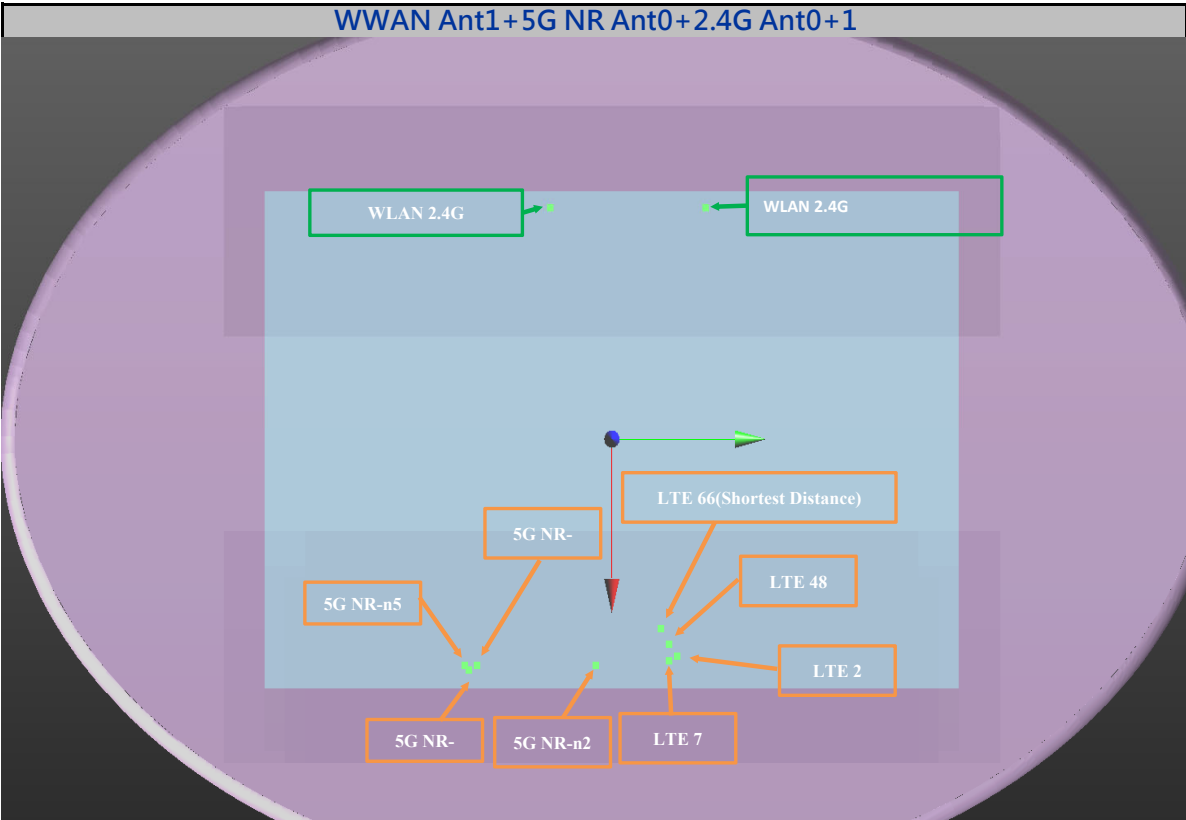 WWAN Ant1+5G NR Ant0+2.4G Ant0+1
WLAN 2.4G
WLAN 2.4G
LTE 66(Shortest Distance)
5G NR-
LTE 48
5G NR-n5
LTE 2
5G NR-
5G NR-n2
LTE 7